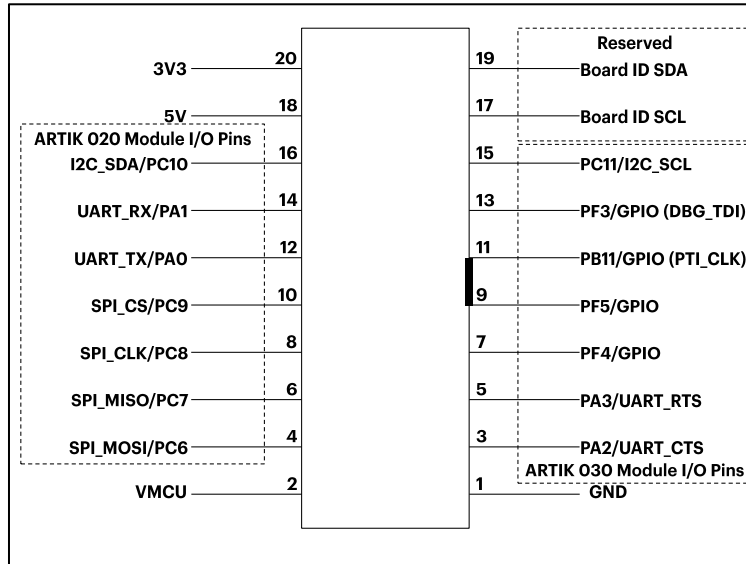 Reserved
3V3 20 19 Board ID SDA
5V 18 17 Board ID SCL
ARTIK 020 Module I/O Pins
I2C_SDA/PC10 16 15 PC11/I2C_SCL
UART_RX/PA1 14 13 PF3/GPIO (DBG_TDI)
UART_TX/PA0 12 11 PB11/GPIO (PTI_CLK)
SPI_CS/PC9 10 9 PF5/GPIO
SPI_CLK/PC8 8 7 PF4/GPIO
SPI_MISO/PC7 6 5 PA3/UART_RTS
SPI_MOSI/PC6 4 3 PA2/UART_CTS
ARTIK 030 Module I/O Pins
VMCU 2 1 GND